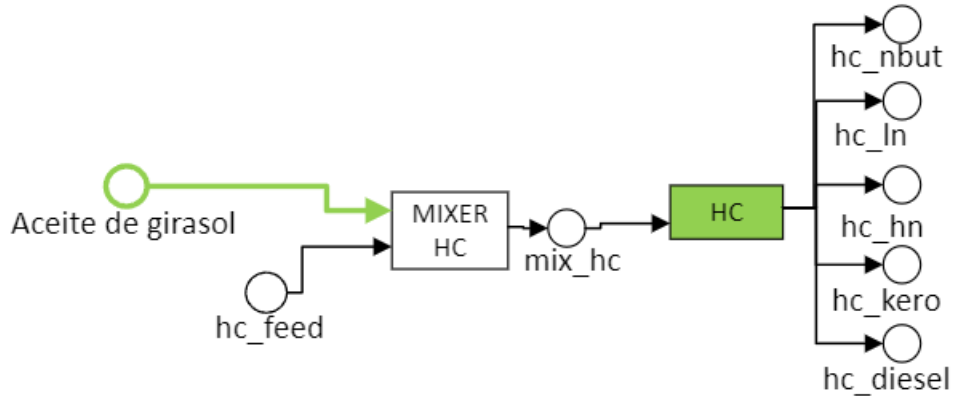 hc_nbut
hc_ln
Aceite de girasol
MIXER
HC
HC
mix_hc
hc_hn
hc_feed
hc_kero
hc_diesel